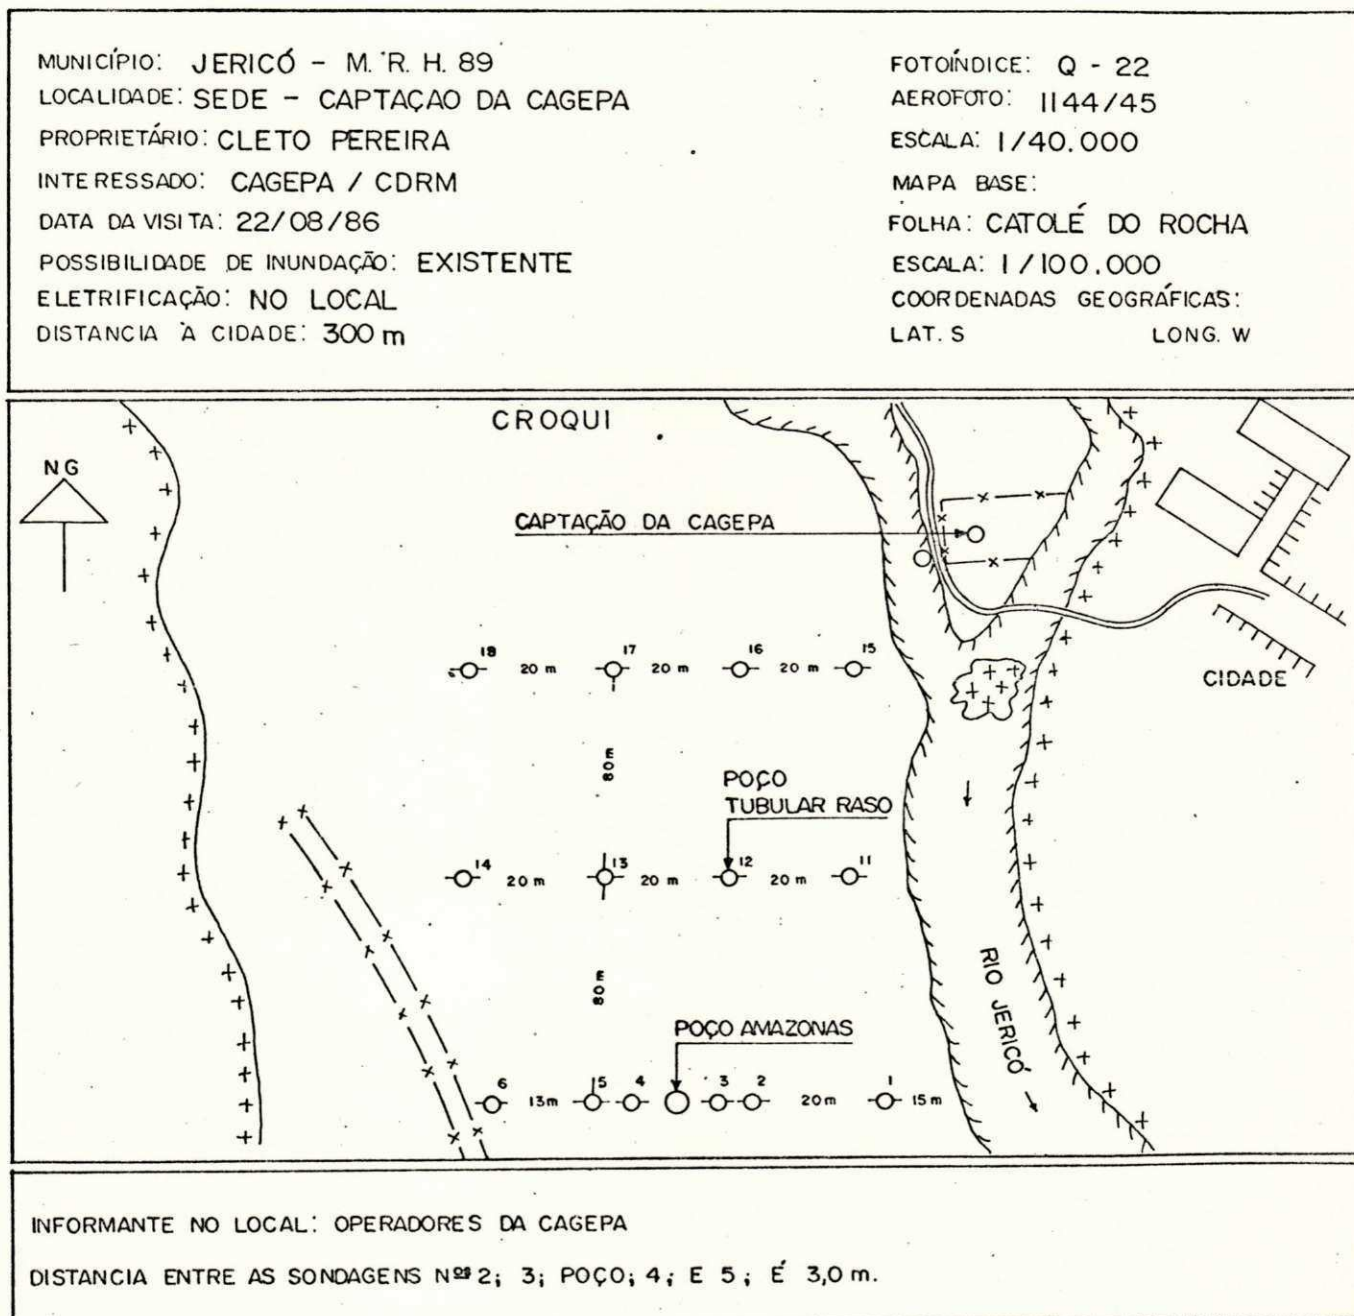 MUNICÍPIO: JERICÓ - M. R. H. 89
LOCALIDADE: SEDE - CAPTAÇAO DA CAGEPA
PROPRIETÁRIO: CLETO PEREIRA
INTERESSADO: CAGEPA / CDRM
DATA DA VISITA: 22/08/86
POSSIBILIDADE DE INUNDAÇÃO: EXISTENTE
ELETRIFICAÇÃO: NO LOCAL
DISTANCIA À CIDADE: 300 m
FOTOÍNDICE: Q - 22
AEROFOTO: 1144/45
ESCALA: 1/40.000
MAPA BASE:
FOLHA: CATOLÉ DO ROCHA
ESCALA: 1/100.000
COORDENADAS GEOGRÁFICAS:
LAT. S LONG. W
CROQUI
NG
CAPTAÇÃO DA CAGEPA
CIDADE
18 20 m 17 20 m 16 20 m 15
80 m
POÇO
TUBULAR RASO
14 20 m 13 20 m 12 20 m 11
80 m
RIO JERICÓ
POÇO AMAZONAS
6 13m 5 4 3 2 20m 1 15m
INFORMANTE NO LOCAL: OPERADORES DA CAGEPA
DISTANCIA ENTRE AS SONDAGENS Nºs 2; 3; POÇO; 4; E 5; É 3,0 m.